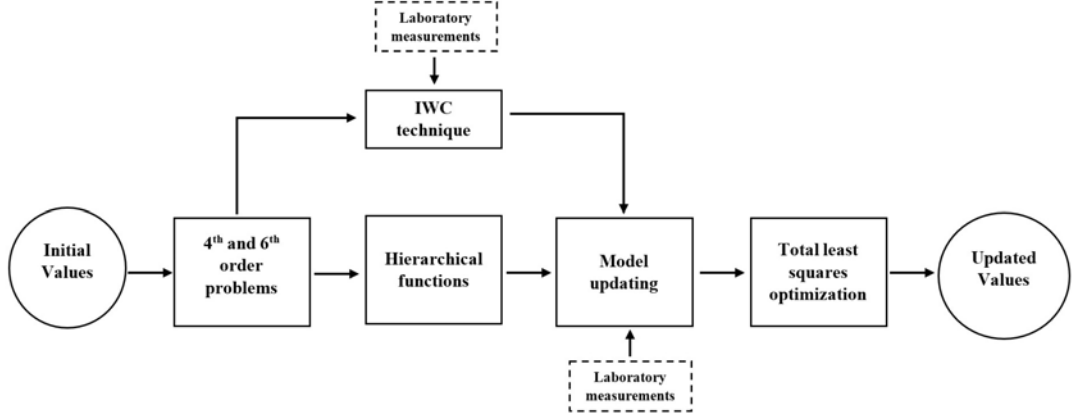 Laboratory
measurements
IWC
technique
Initial
Values
4th and 6th
order
problems
Hierarchical
functions
Model
updating
Total least
squares
optimization
Updated
Values
Laboratory
measurements